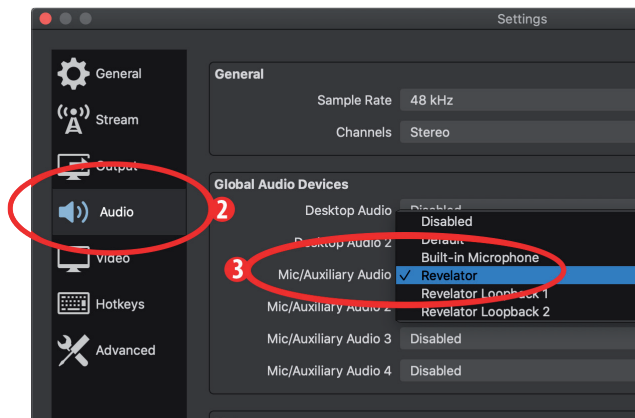 Settings
General
Stream
Output
Audio
Video
Hotkeys
Advanced
General
Sample Rate 48 kHz
Channels Stereo
Global Audio Devices
Desktop Audio Disabled
Desktop Audio 2
Mic/Auxiliary Audio
Mic/Auxiliary Audio 2
Mic/Auxiliary Audio 3 Disabled
Mic/Auxiliary Audio 4 Disabled
Disabled
Default
Built-in Microphone
✓ Revelator
Revelator Loopback 1
Revelator Loopback 2
2
3